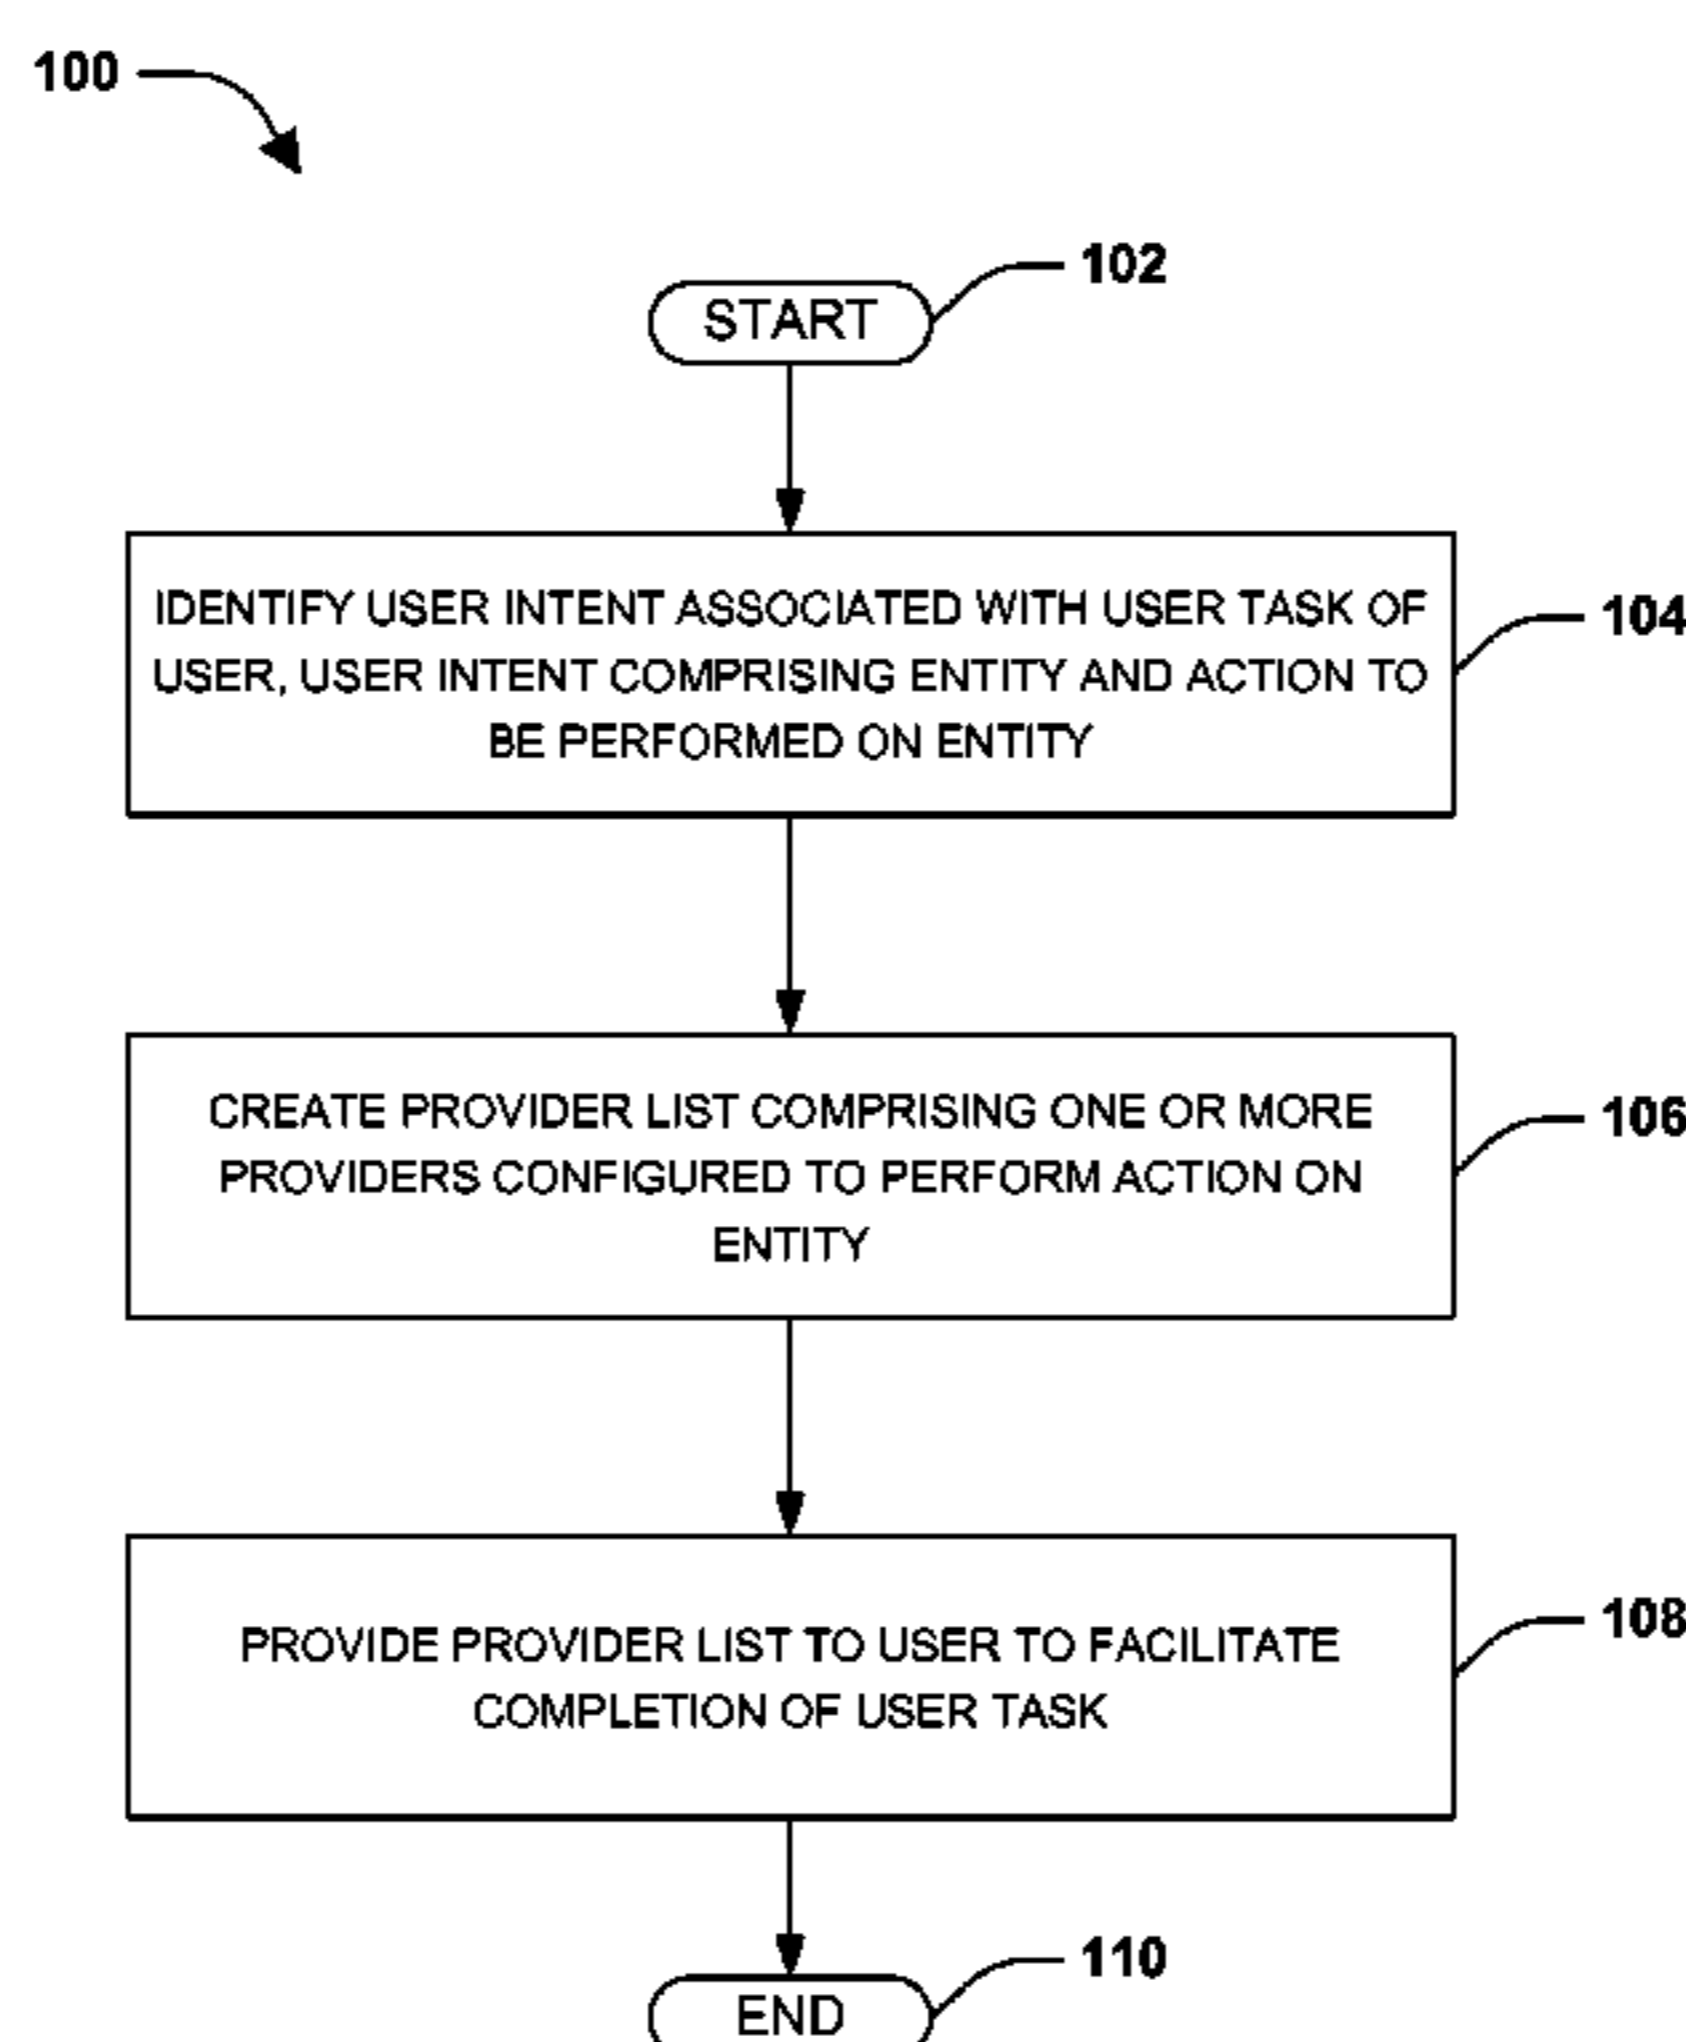 100
102
START
IDENTIFY USER INTENT ASSOCIATED WITH USER TASK OF
USER, USER INTENT COMPRISING ENTITY AND ACTION TO
BE PERFORMED ON ENTITY
104
CREATE PROVIDER LIST COMPRISING ONE OR MORE
PROVIDERS CONFIGURED TO PERFORM ACTION ON
ENTITY
106
PROVIDE PROVIDER LIST TO USER TO FACILITATE
COMPLETION OF USER TASK
108
110
END